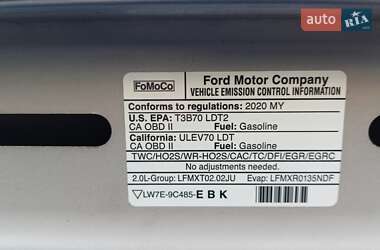 auto RIA
FoMoCo
Ford Motor Company
VEHICLE EMISSION CONTROL INFORMATION
Conforms to regulations: 2020 MY
U.S. EPA: T3B70 LDT2
CA OBD II Fuel: Gasoline
California: ULEV70 LDT
CA OBD II Fuel: Gasoline
TWC/HO2S/WR-HO2S/CAC/TC/DFI/EGR/EGRC
No adjustments needed.
2.0L-Group: LFMXT02.02JU Evap: LFMXR0135NDF
LW7E-9C485-EBK